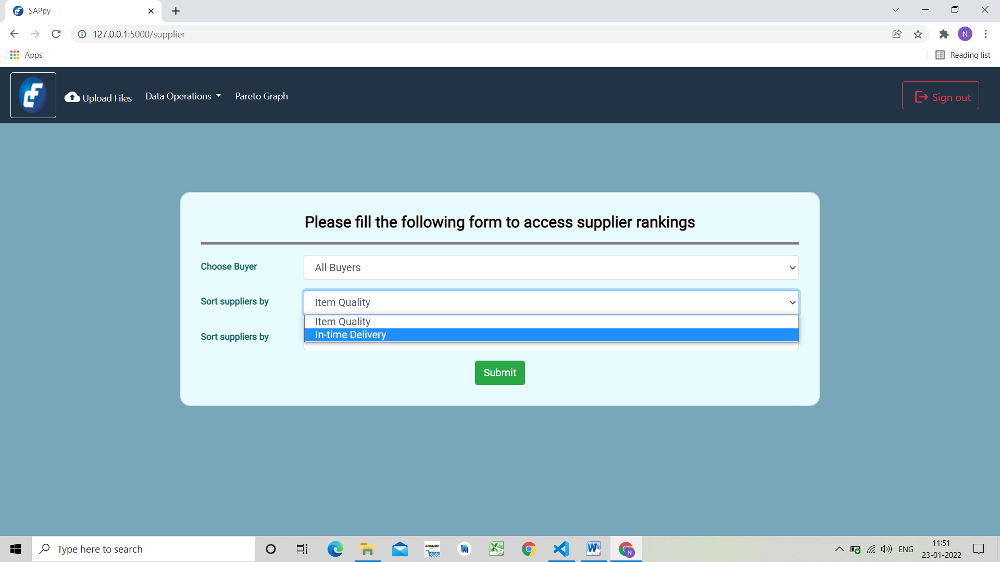 SAPpy
127.0.0.1:5000/supplier
N
Apps
Reading list
Upload Files
Data Operations
Pareto Graph
Sign out
Please fill the following form to access supplier rankings
Choose Buyer
All Buyers
Sort suppliers by
Item Quality
Item Quality
In-time Delivery
Sort suppliers by
Submit
Type here to search
amazon
N
ENG
11:51
23-01-2022